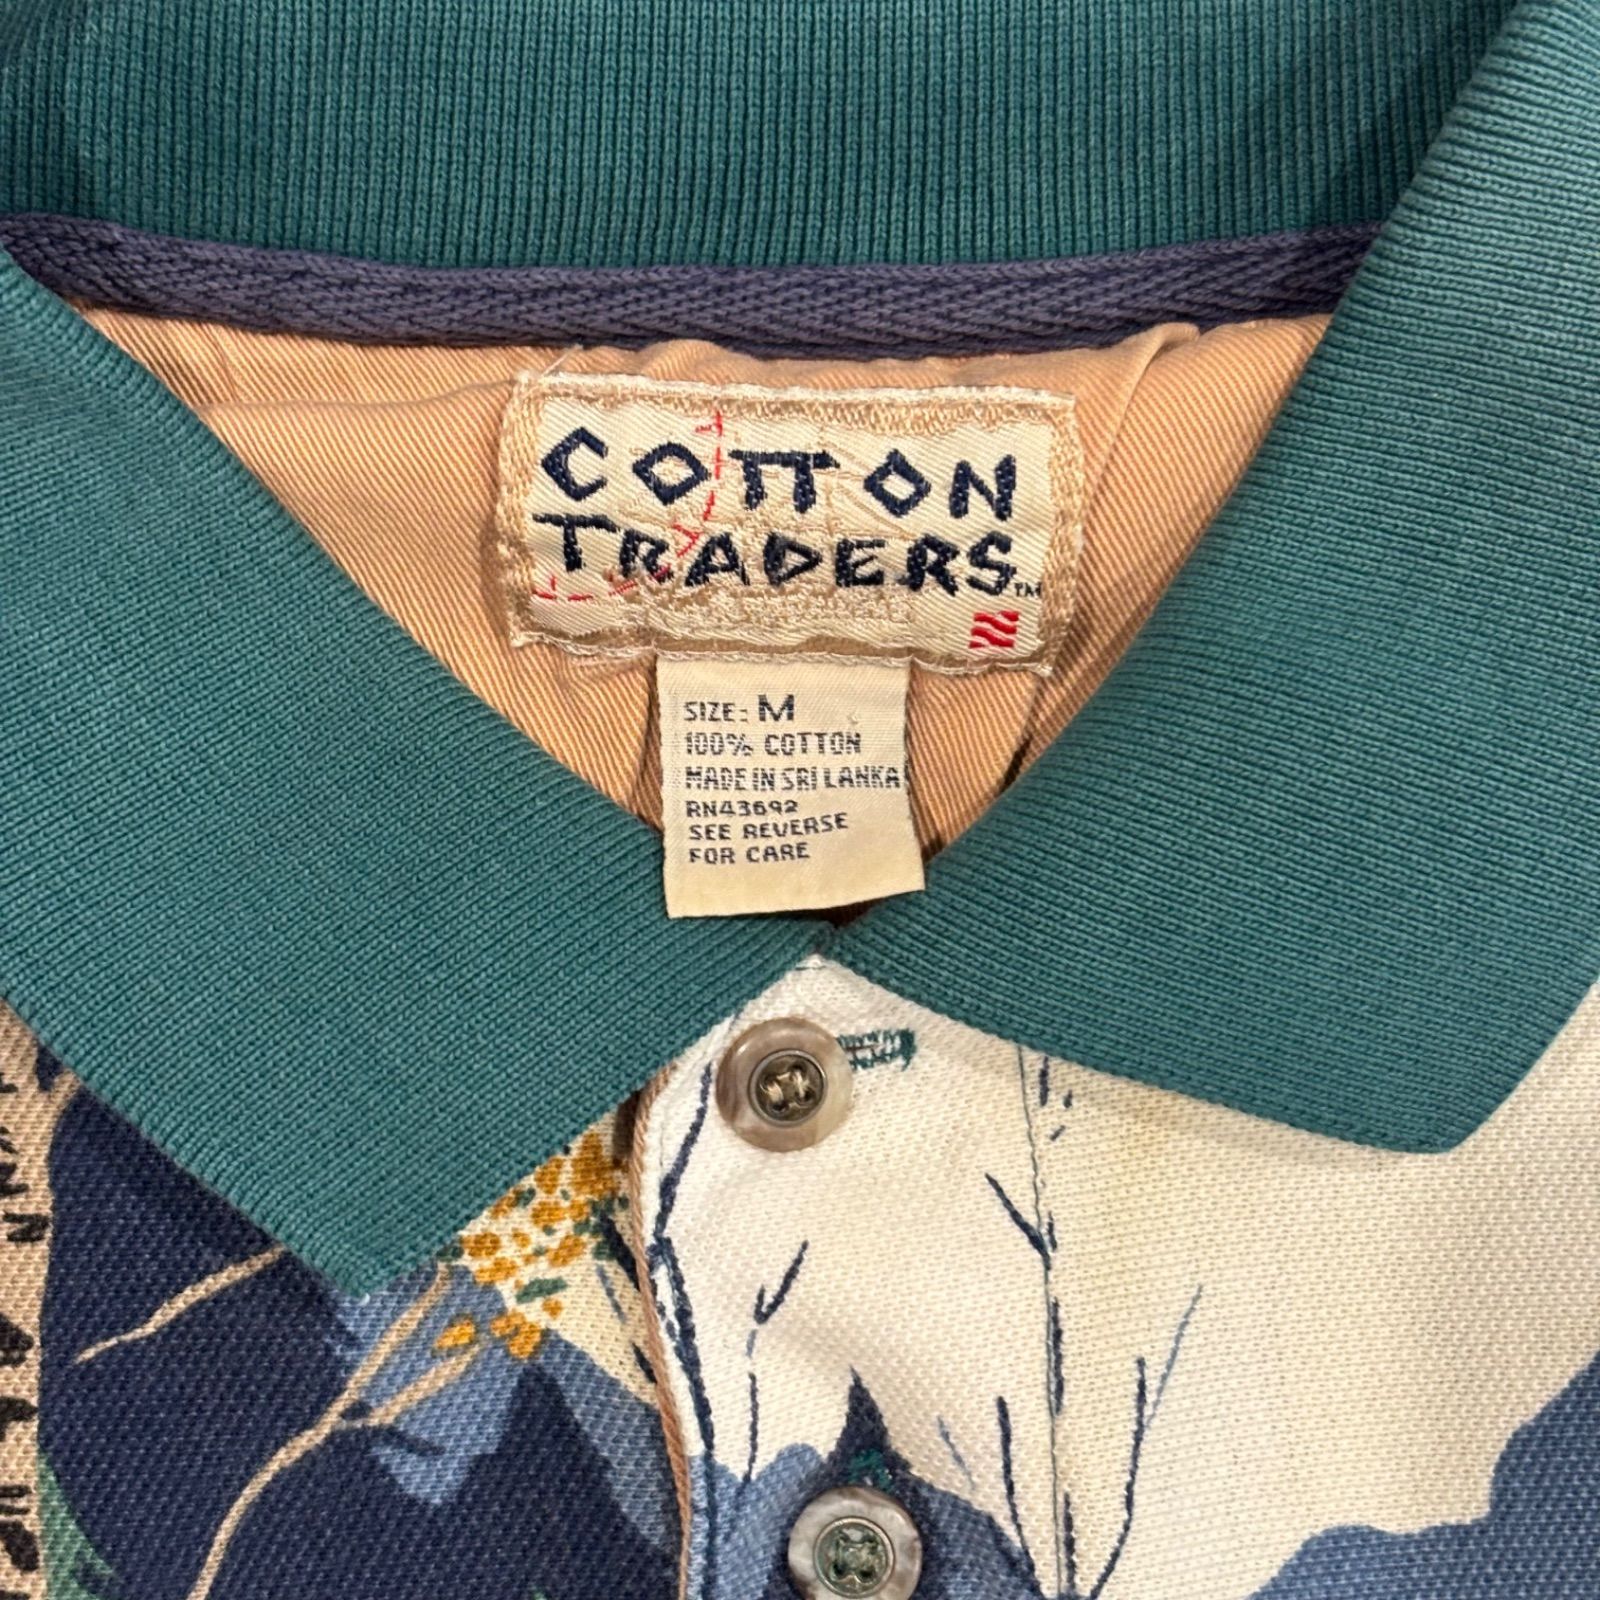 COTTON
TRADERS™
SIZE: M
100% COTTON
MADE IN SRI LANKA
RN43692
SEE REVERSE
FOR CARE